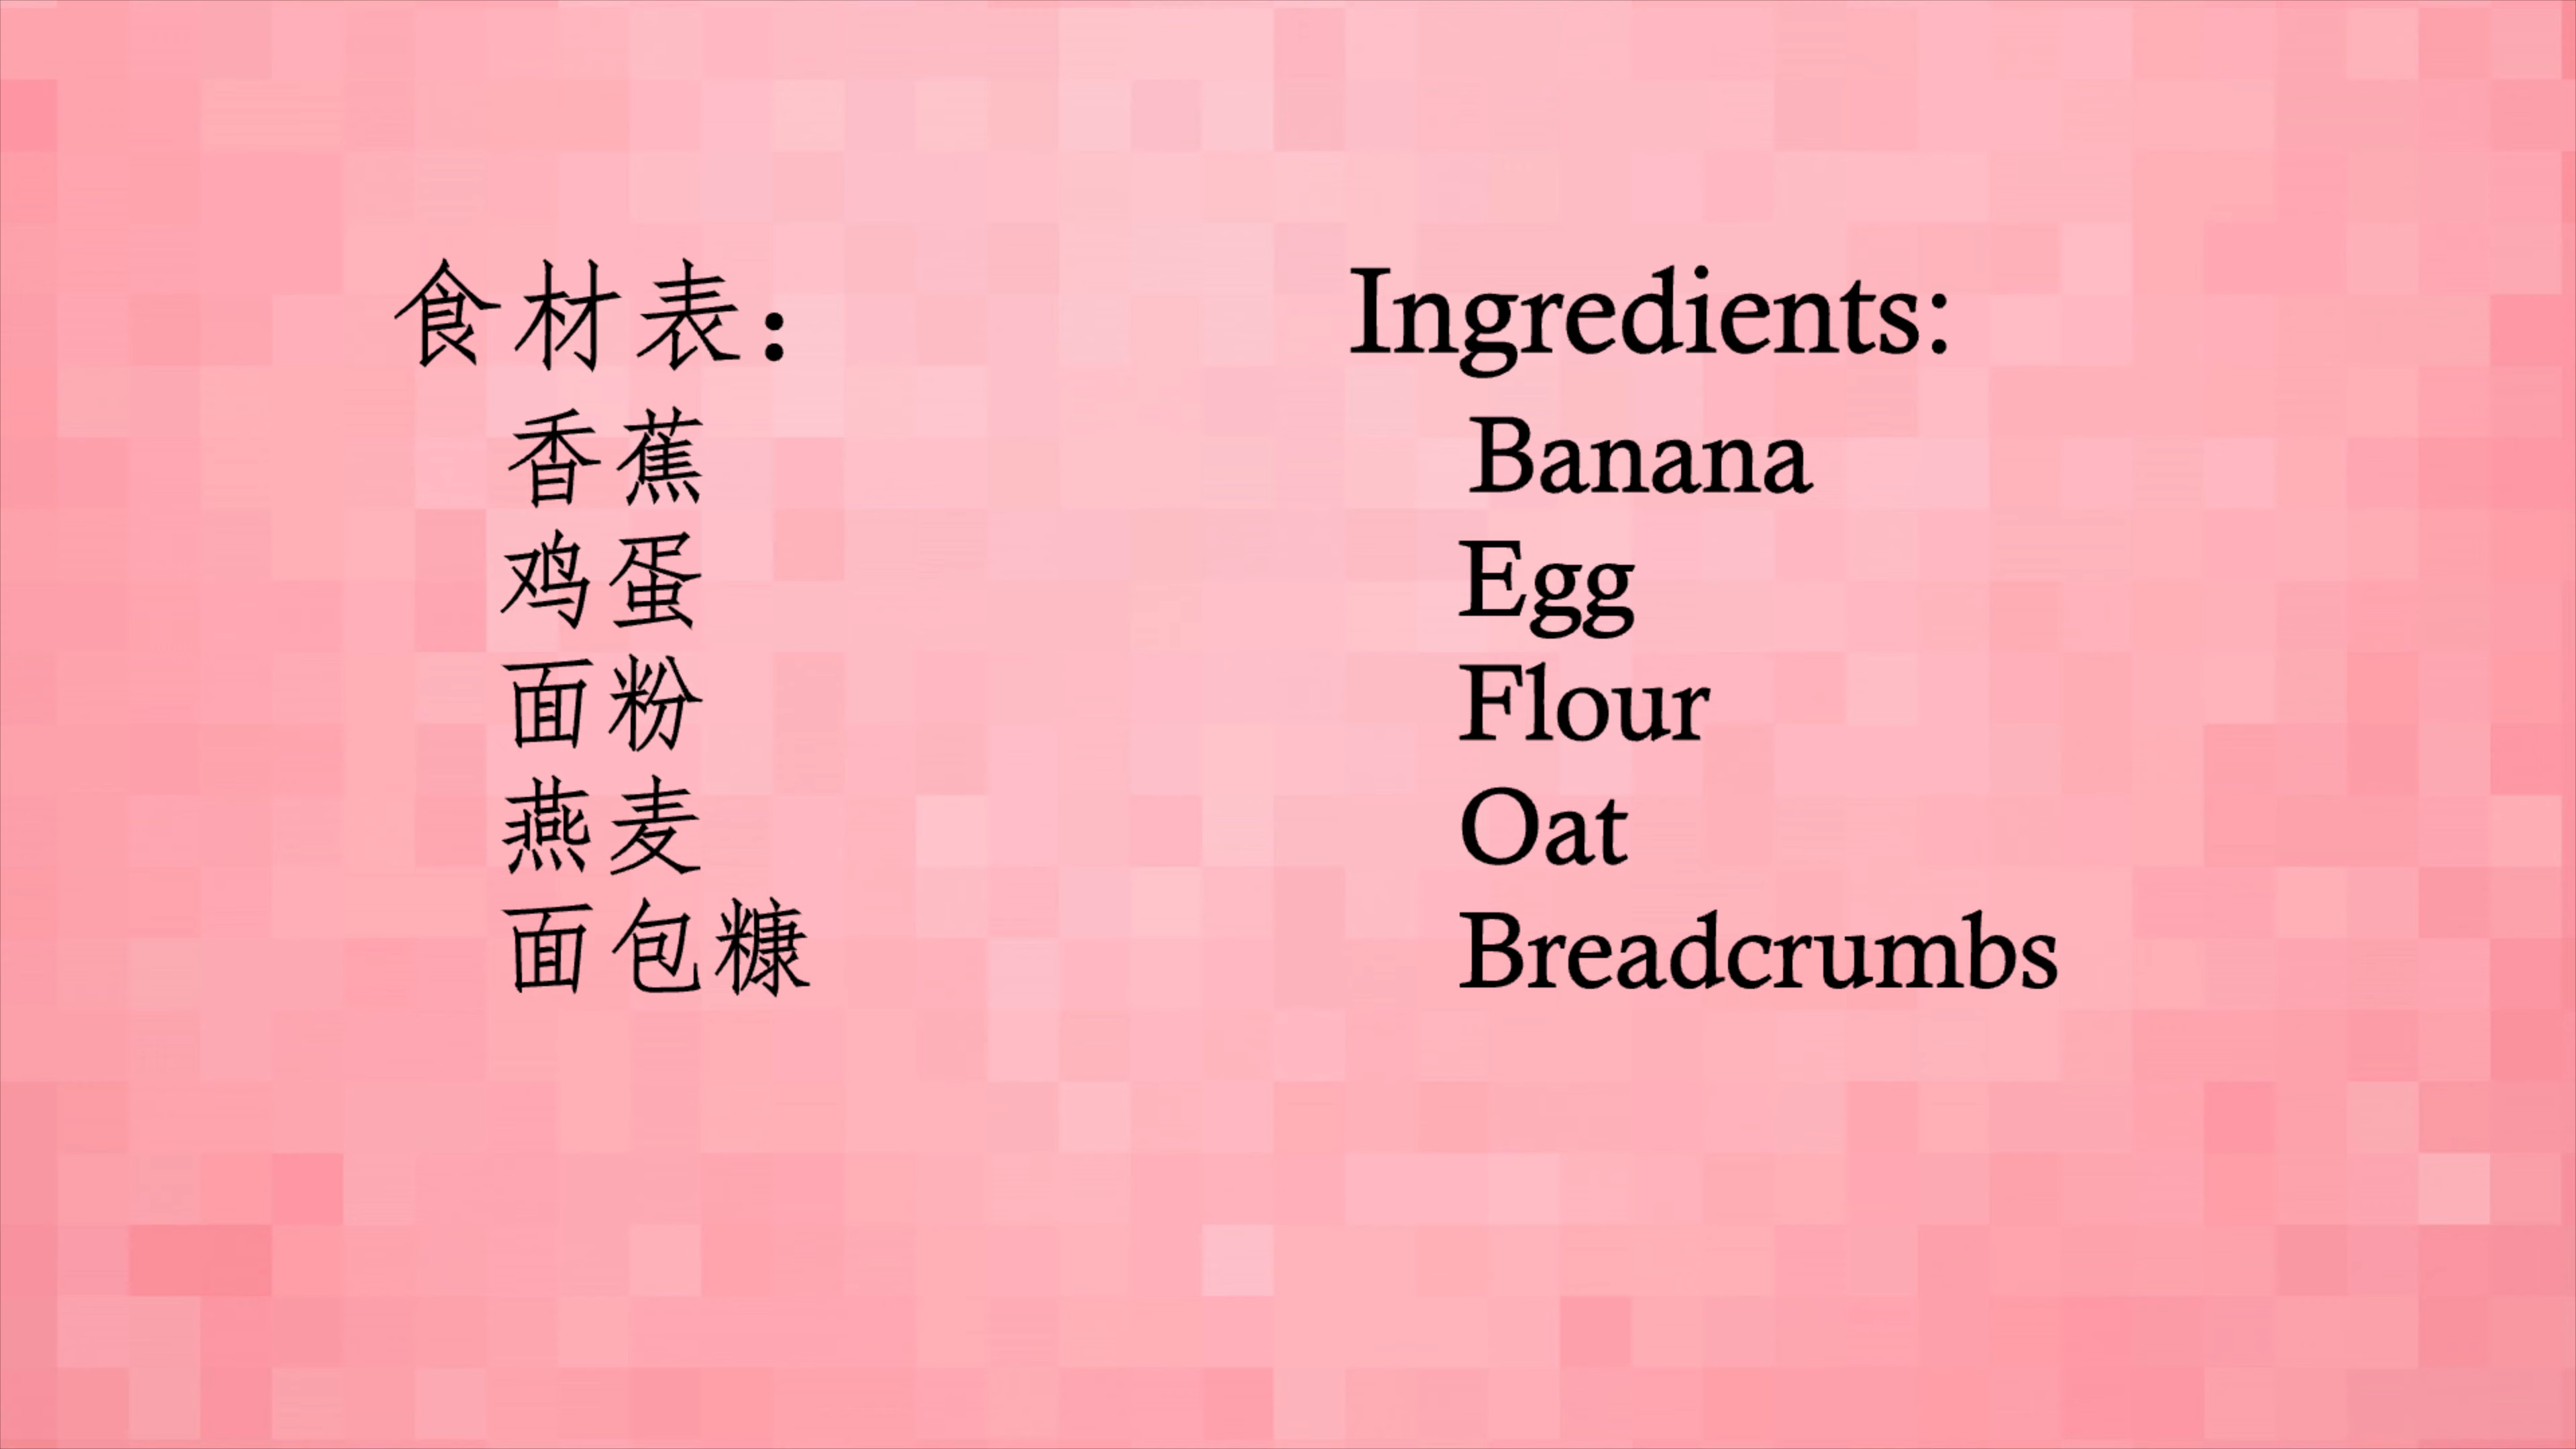 食材表：
香蕉
鸡蛋
面粉
燕麦
面包糠
Ingredients:
Banana
Egg
Flour
Oat
Breadcrumbs